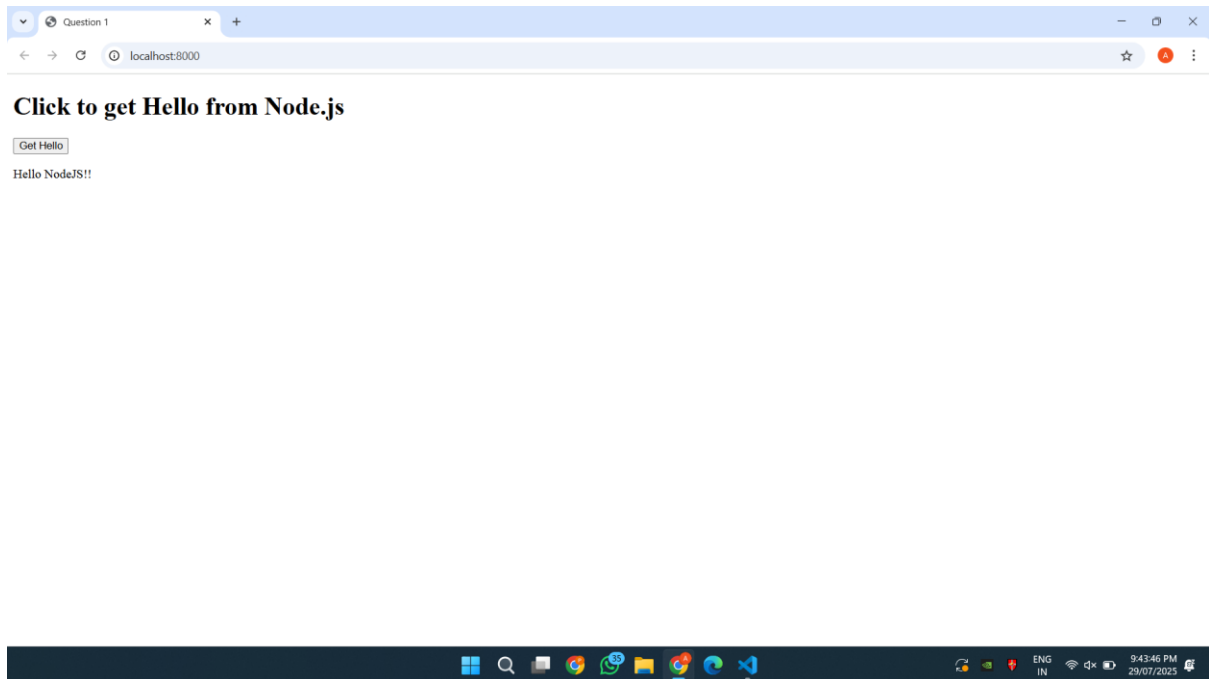 Question 1
localhost:8000
A
Click to get Hello from Node.js
Get Hello
Hello NodeJS!!
35
A
ENG
IN
9:43:46 PM
29/07/2025